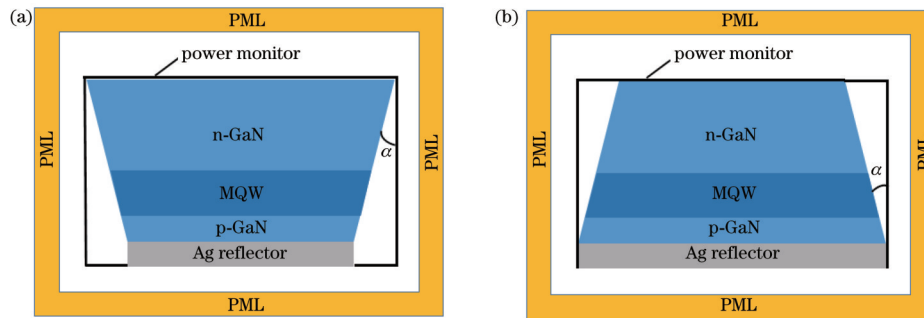 (a)
PML
power monitor
n-GaN
α
PML
PML
MQW
p-GaN
Ag reflector
PML
(b)
PML
power monitor
n-GaN
α
PML
PML
MQW
p-GaN
Ag reflector
PML